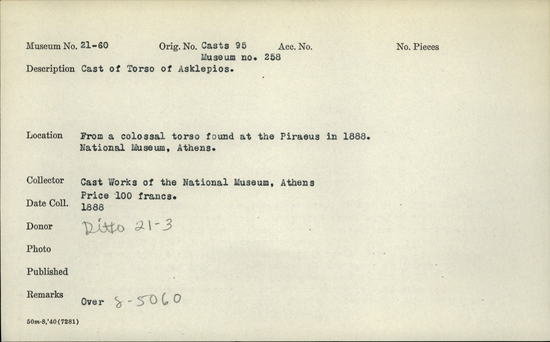 Museum No. 21-60 Orig. No. Casts 95 Acc. No. No. Pieces
Museum no. 258
Description Cast of Torso of Asklepios.
Location From a colossal torso found at the Piraeus in 1888.
National Museum, Athens.
Collector Cast Works of the National Museum, Athens
Price 100 francs.
Date Coll. 1888
Donor Ditto 21-3
Photo
Published
Remarks Over 8-5060
50m-8,'40(7281)